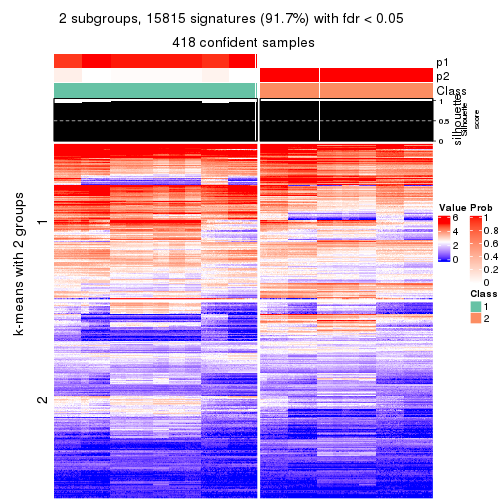 2 subgroups, 15815 signatures (91.7%) with fdr < 0.05
418 confident samples
p1
p2
Class
1
0.5
0
silhouette
Silhouette
score
k-means with 2 groups
1
2
Value
6
4
2
0
Prob
1
0.8
0.6
0.4
0.2
0
Class
1
2